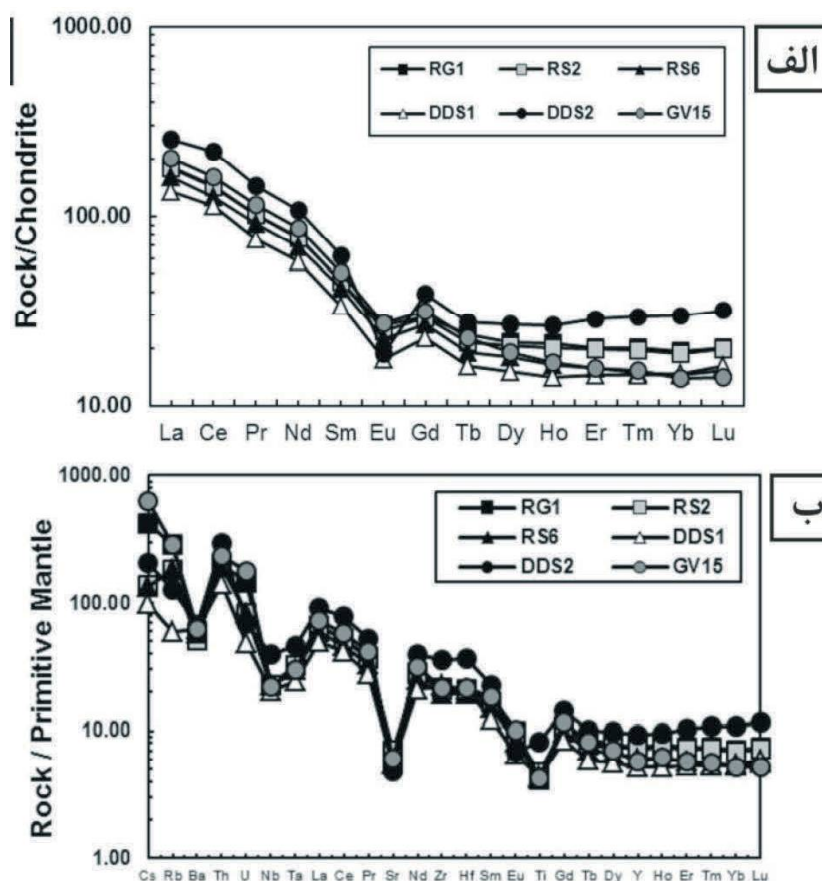 1000.00
RG1 RS2 RS6
DDS1 DDS2 GV15
الف
100.00
10.00
Rock/Chondrite
La Ce Pr Nd Sm Eu Gd Tb Dy Ho Er Tm Yb Lu
1000.00
RG1 RS2
RS6 DDS1
DDS2 GV15
ب
100.00
10.00
1.00
Rock / Primitive Mantle
Cs Rb Ba Th U Nb Ta La Ce Pr Sr Nd Zr Hf Sm Eu Ti Gd Tb Dy Y Ho Er Tm Yb Lu